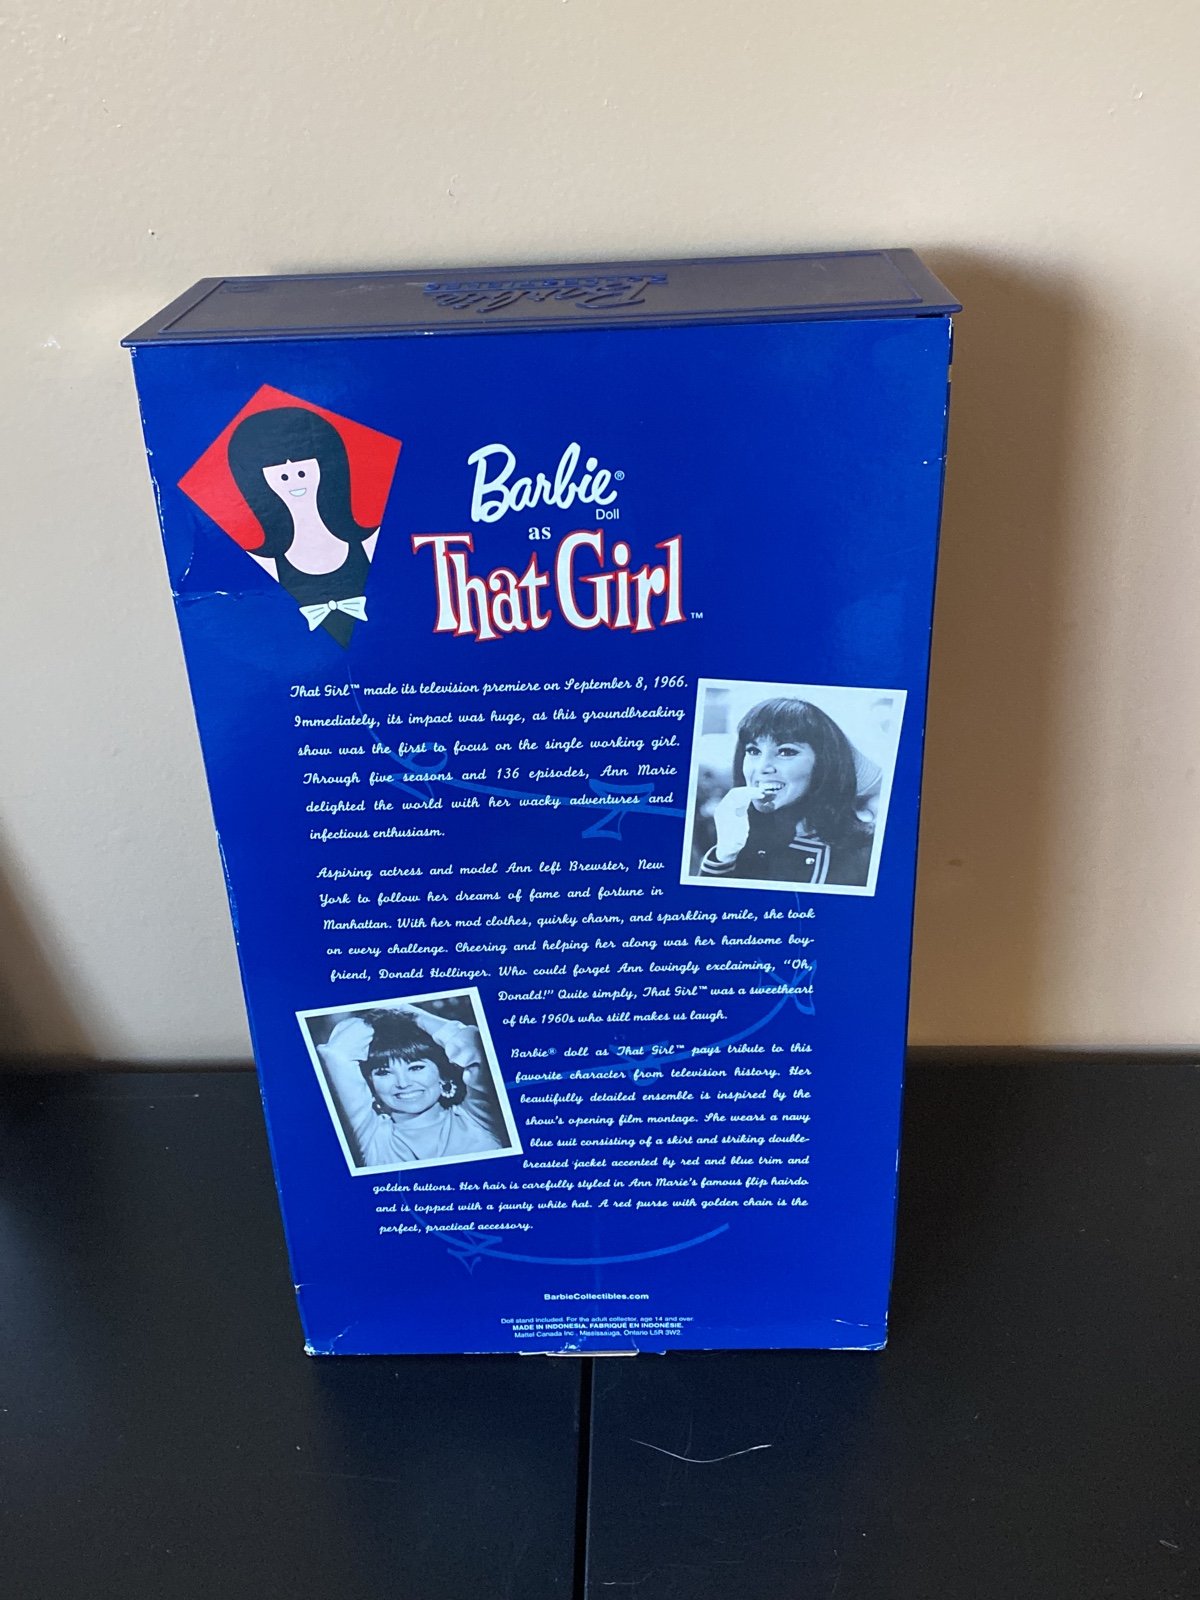 Barbie
COLLECTIBLES
Barbie®
Doll
as
That Girl™
That Girl™ made its television premiere on September 8, 1966.
Immediately, its impact was huge, as this groundbreaking
show was the first to focus on the single working girl.
Through five seasons and 136 episodes, Ann Marie
delighted the world with her wacky adventures and
infectious enthusiasm.
Aspiring actress and model Ann left Brewster, New
York to follow her dreams of fame and fortune in
Manhattan. With her mod clothes, quirky charm, and sparkling smile, she took
on every challenge. Cheering and helping her along was her handsome boy-
friend, Donald Hollinger. Who could forget Ann lovingly exclaiming, “Oh,
Donald!” Quite simply, That Girl™ was a sweetheart
of the 1960s who still makes us laugh.
Barbie® doll as That Girl™ pays tribute to this
favorite character from television history. Her
beautifully detailed ensemble is inspired by the
show's opening film montage. She wears a navy
blue suit consisting of a skirt and striking double-
breasted jacket accented by red and blue trim and
golden buttons. Her hair is carefully styled in Ann Marie's famous flip hairdo
and is topped with a jaunty white hat. A red purse with golden chain is the
perfect, practical accessory.
BarbieCollectibles.com
Doll stand included. For the adult collector, age 14 and over.
MADE IN INDONESIA. FABRIQUÉ EN INDONÉSIE.
Mattel Canada Inc., Mississauga, Ontario L5R 3W2.